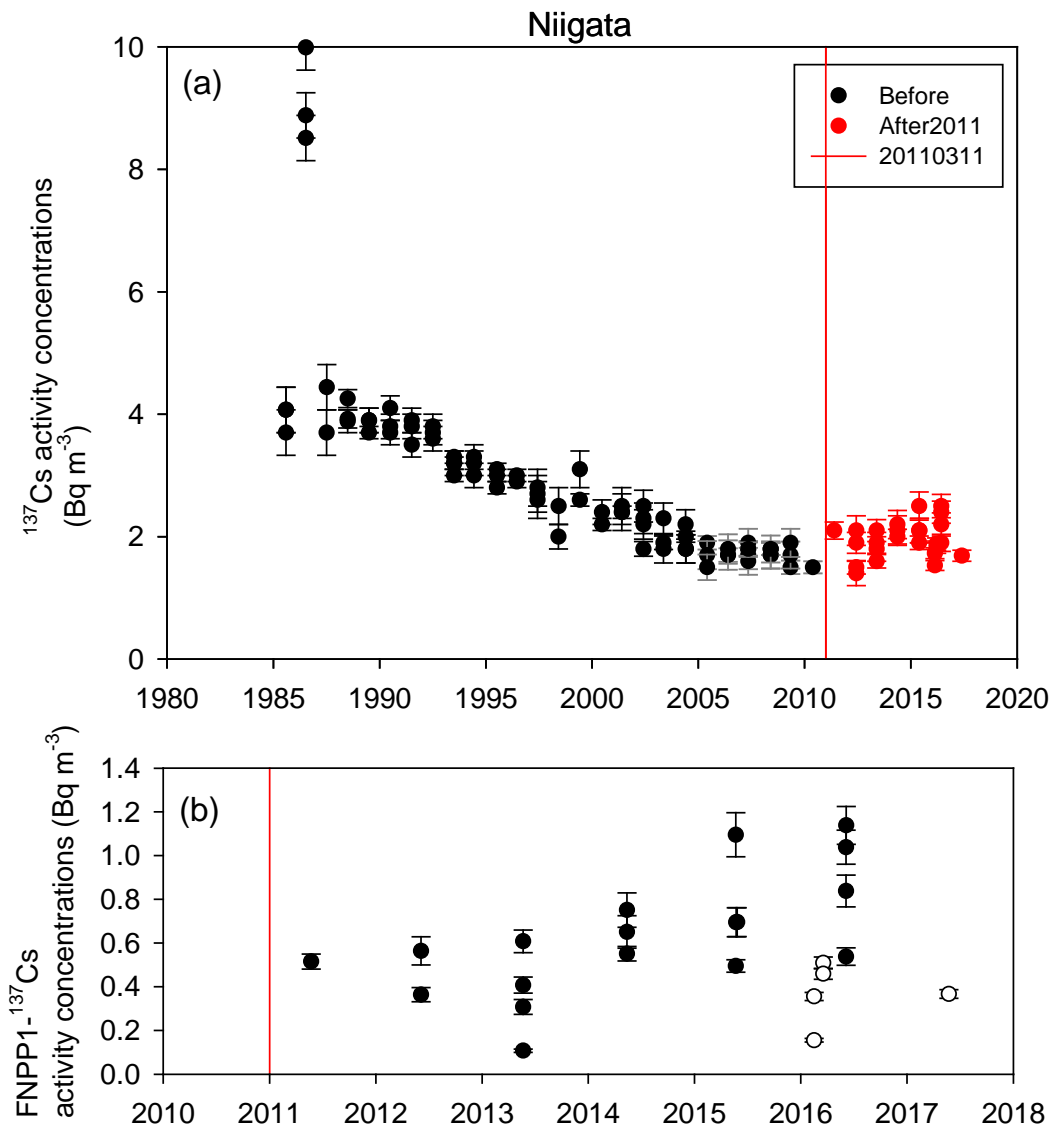 Niigata
(a)
Before
After2011
20110311
137Cs activity concentrations
(Bq m-3)
10
8
6
4
2
0
1980 1985 1990 1995 2000 2005 2010 2015 2020
(b)
FNPP1-137Cs
activity concentrations (Bq m-3)
1.4
1.2
1.0
0.8
0.6
0.4
0.2
0.0
2010 2011 2012 2013 2014 2015 2016 2017 2018